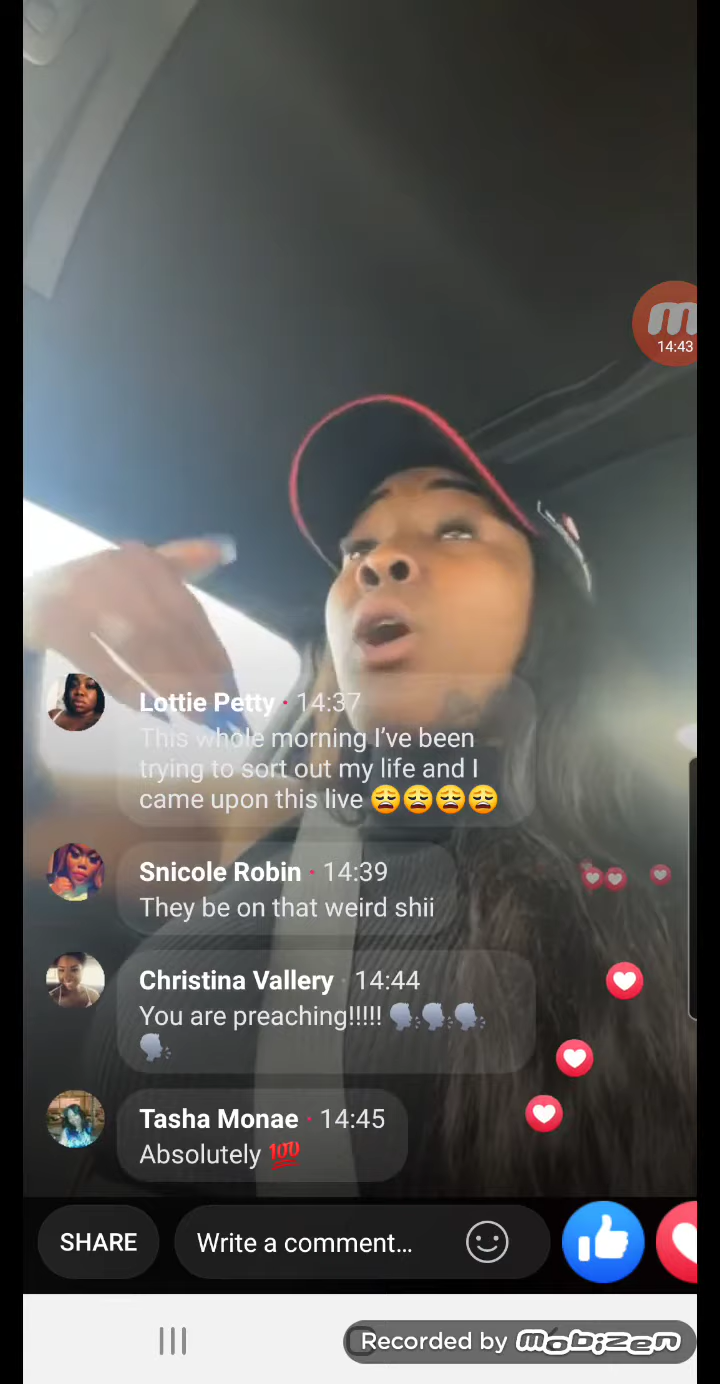 m
14:43
Lottie Petty · 14:37
This whole morning I've been
trying to sort out my life and I
came upon this live 😩😩😩😩
Snicole Robin · 14:39
They be on that weird shii
Christina Vallery · 14:44
You are preaching!!!!! 🗣🗣🗣
🗣
Tasha Monae · 14:45
Absolutely 💯
SHARE
Write a comment...
Recorded by mobizen